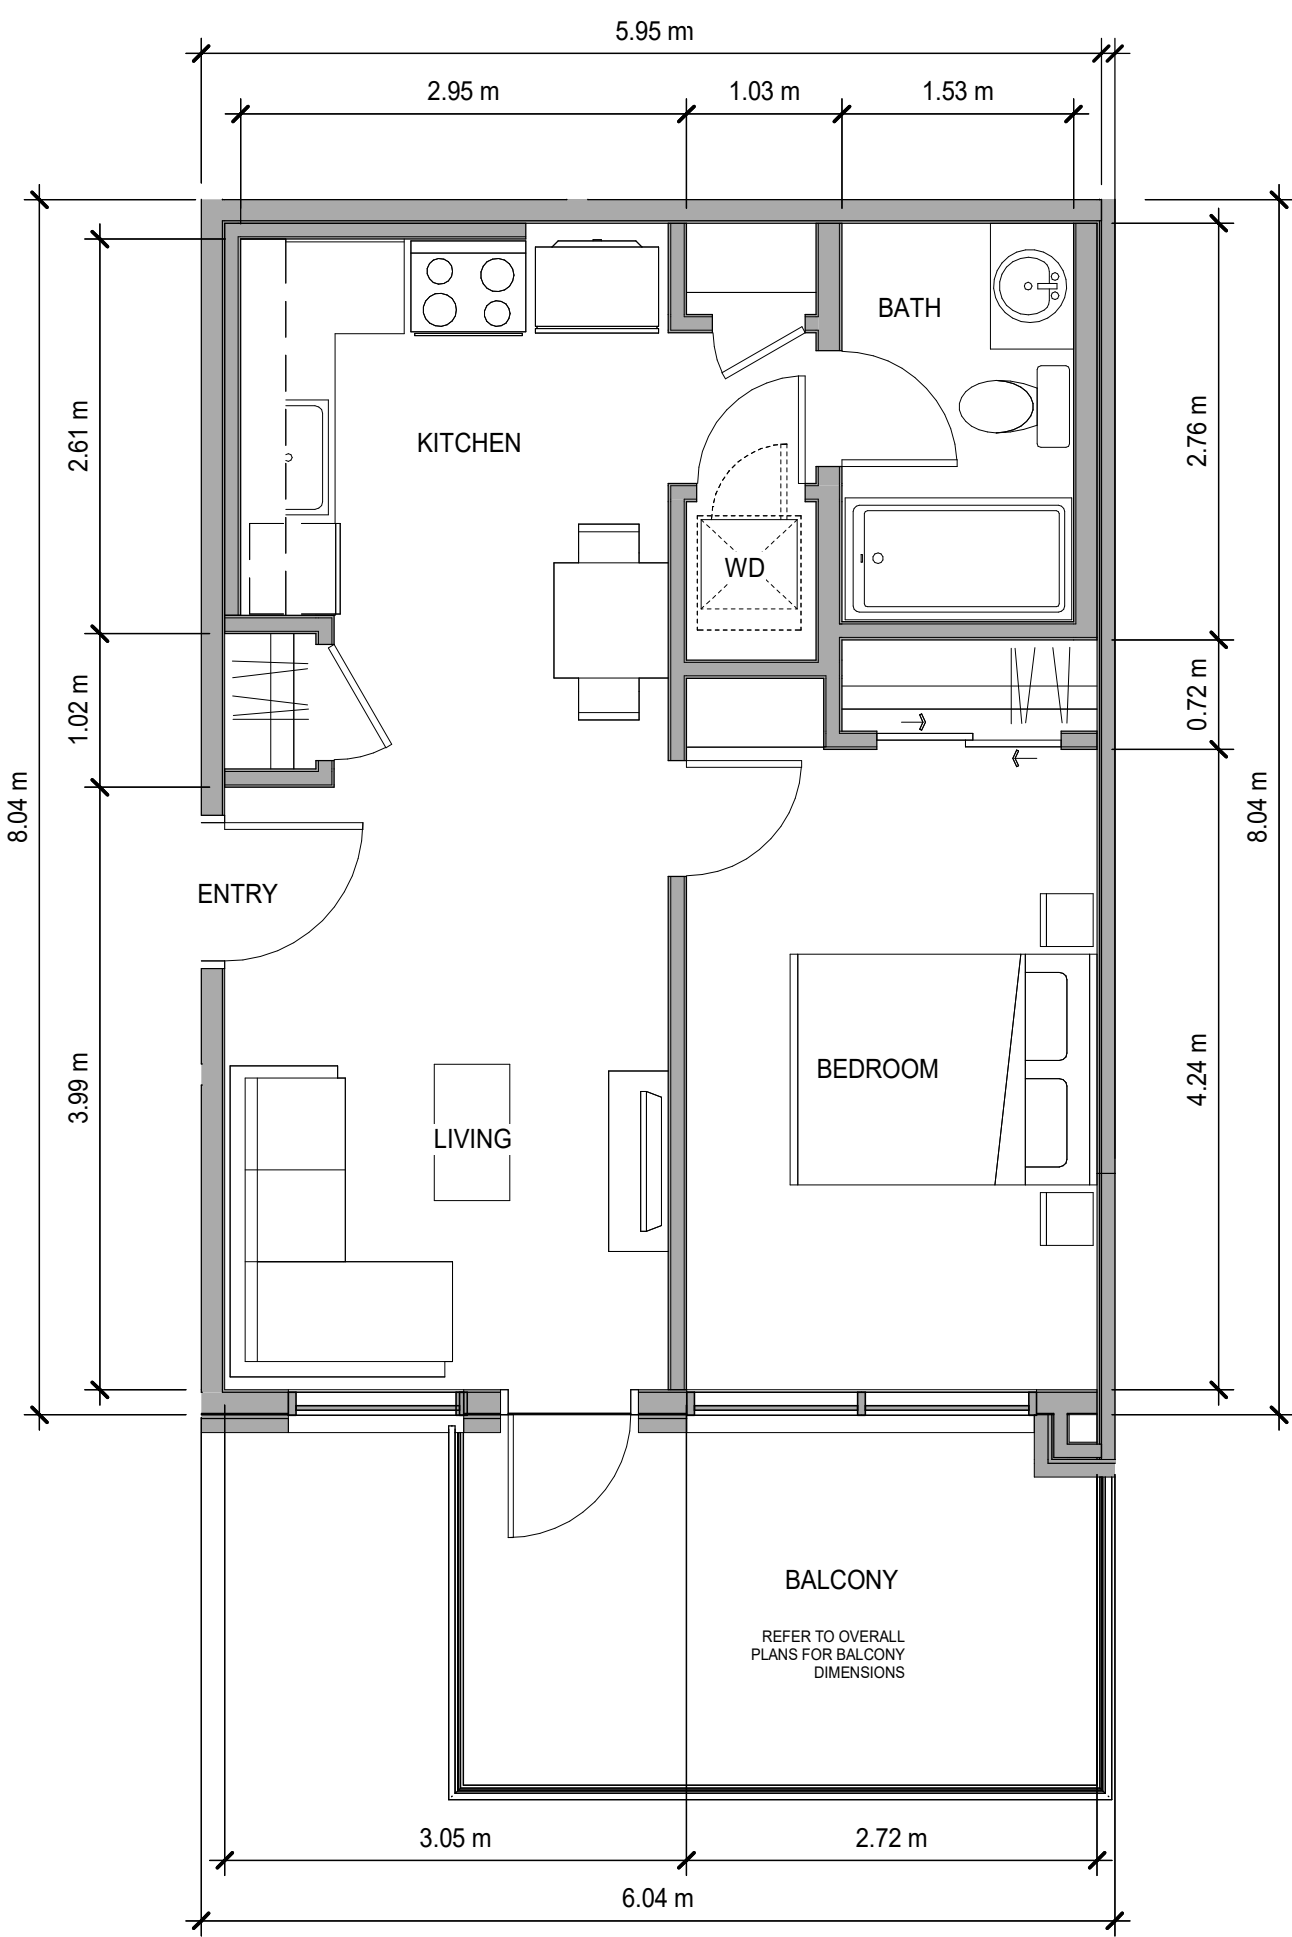 5.95 m
2.95 m
1.03 m
1.53 m
BATH
KITCHEN
2.61 m
2.76 m
WD
1.02 m
0.72 m
8.04 m
8.04 m
ENTRY
BEDROOM
3.99 m
4.24 m
LIVING
BALCONY
REFER TO OVERALL
PLANS FOR BALCONY
DIMENSIONS
3.05 m
2.72 m
6.04 m